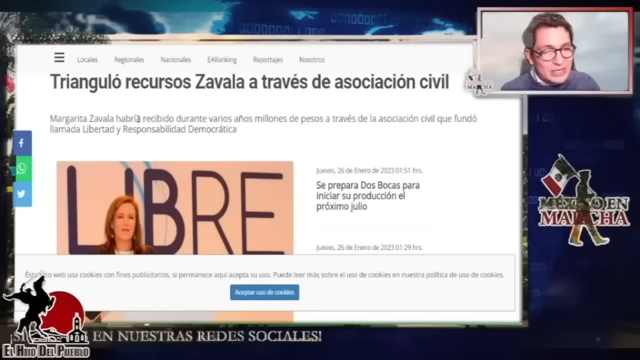 Locales Regionales Nacionales EARanking Reportajes Nosotros
Trianguló recursos Zavala a través de asociación civil
Margarita Zavala habría recibido durante varios años millones de pesos a través de la asociación civil que fundó
llamada Libertad y Responsabilidad Democrática
LIBRE
Jueves, 26 de Enero de 2023 01:51 hrs.
Se prepara Dos Bocas para
iniciar su producción el
próximo julio
Jueves, 26 de Enero de 2023 01:29 hrs.
Éste sitio web usa cookies con fines publicitarios, si permanece aquí acepta su uso. Puede leer más sobre el uso de cookies en nuestra política de uso de cookies.
Aceptar uso de cookies
MARCHA
MÉXICO EN
MARCHA
EL HIJO DEL PUEBLO
EN NUESTRAS REDES SOCIALES!